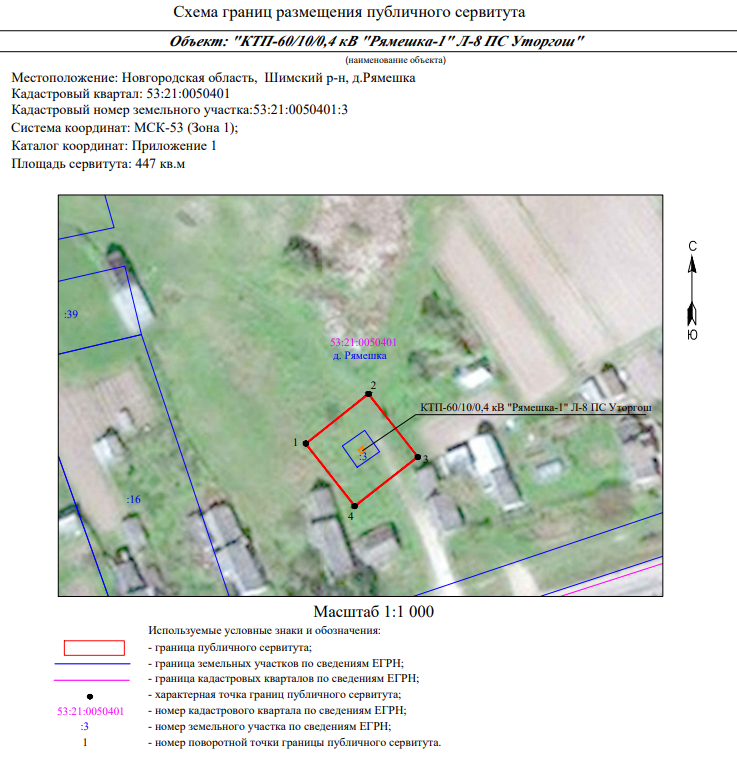 Схема границ размещения публичного сервитута
Объект: "КТП-60/10/0,4 кВ "Рямешка-1" Л-8 ПС Уторгош"
(наименование объекта)
Местоположение: Новгородская область, Шимский р-н, д.Рямешка
Кадастровый квартал: 53:21:0050401
Кадастровый номер земельного участка:53:21:0050401:3
Система координат: МСК-53 (Зона 1);
Каталог координат: Приложение 1
Площадь сервитута: 447 кв.м
С
Ю
:39
53:21:0050401
д. Рямешка
2
КТП-60/10/0,4 кВ "Рямешка-1" Л-8 ПС Уторгош
1
:3
3
:16
4
Масштаб 1:1 000
Используемые условные знаки и обозначения:
- граница публичного сервитута;
- граница земельных участков по сведениям ЕГРН;
- граница кадастровых кварталов по сведениям ЕГРН;
- характерная точка границ публичного сервитута;
53:21:0050401 - номер кадастрового квартала по сведениям ЕГРН;
:3 - номер земельного участка по сведениям ЕГРН;
1 - номер поворотной точки границы публичного сервитута.